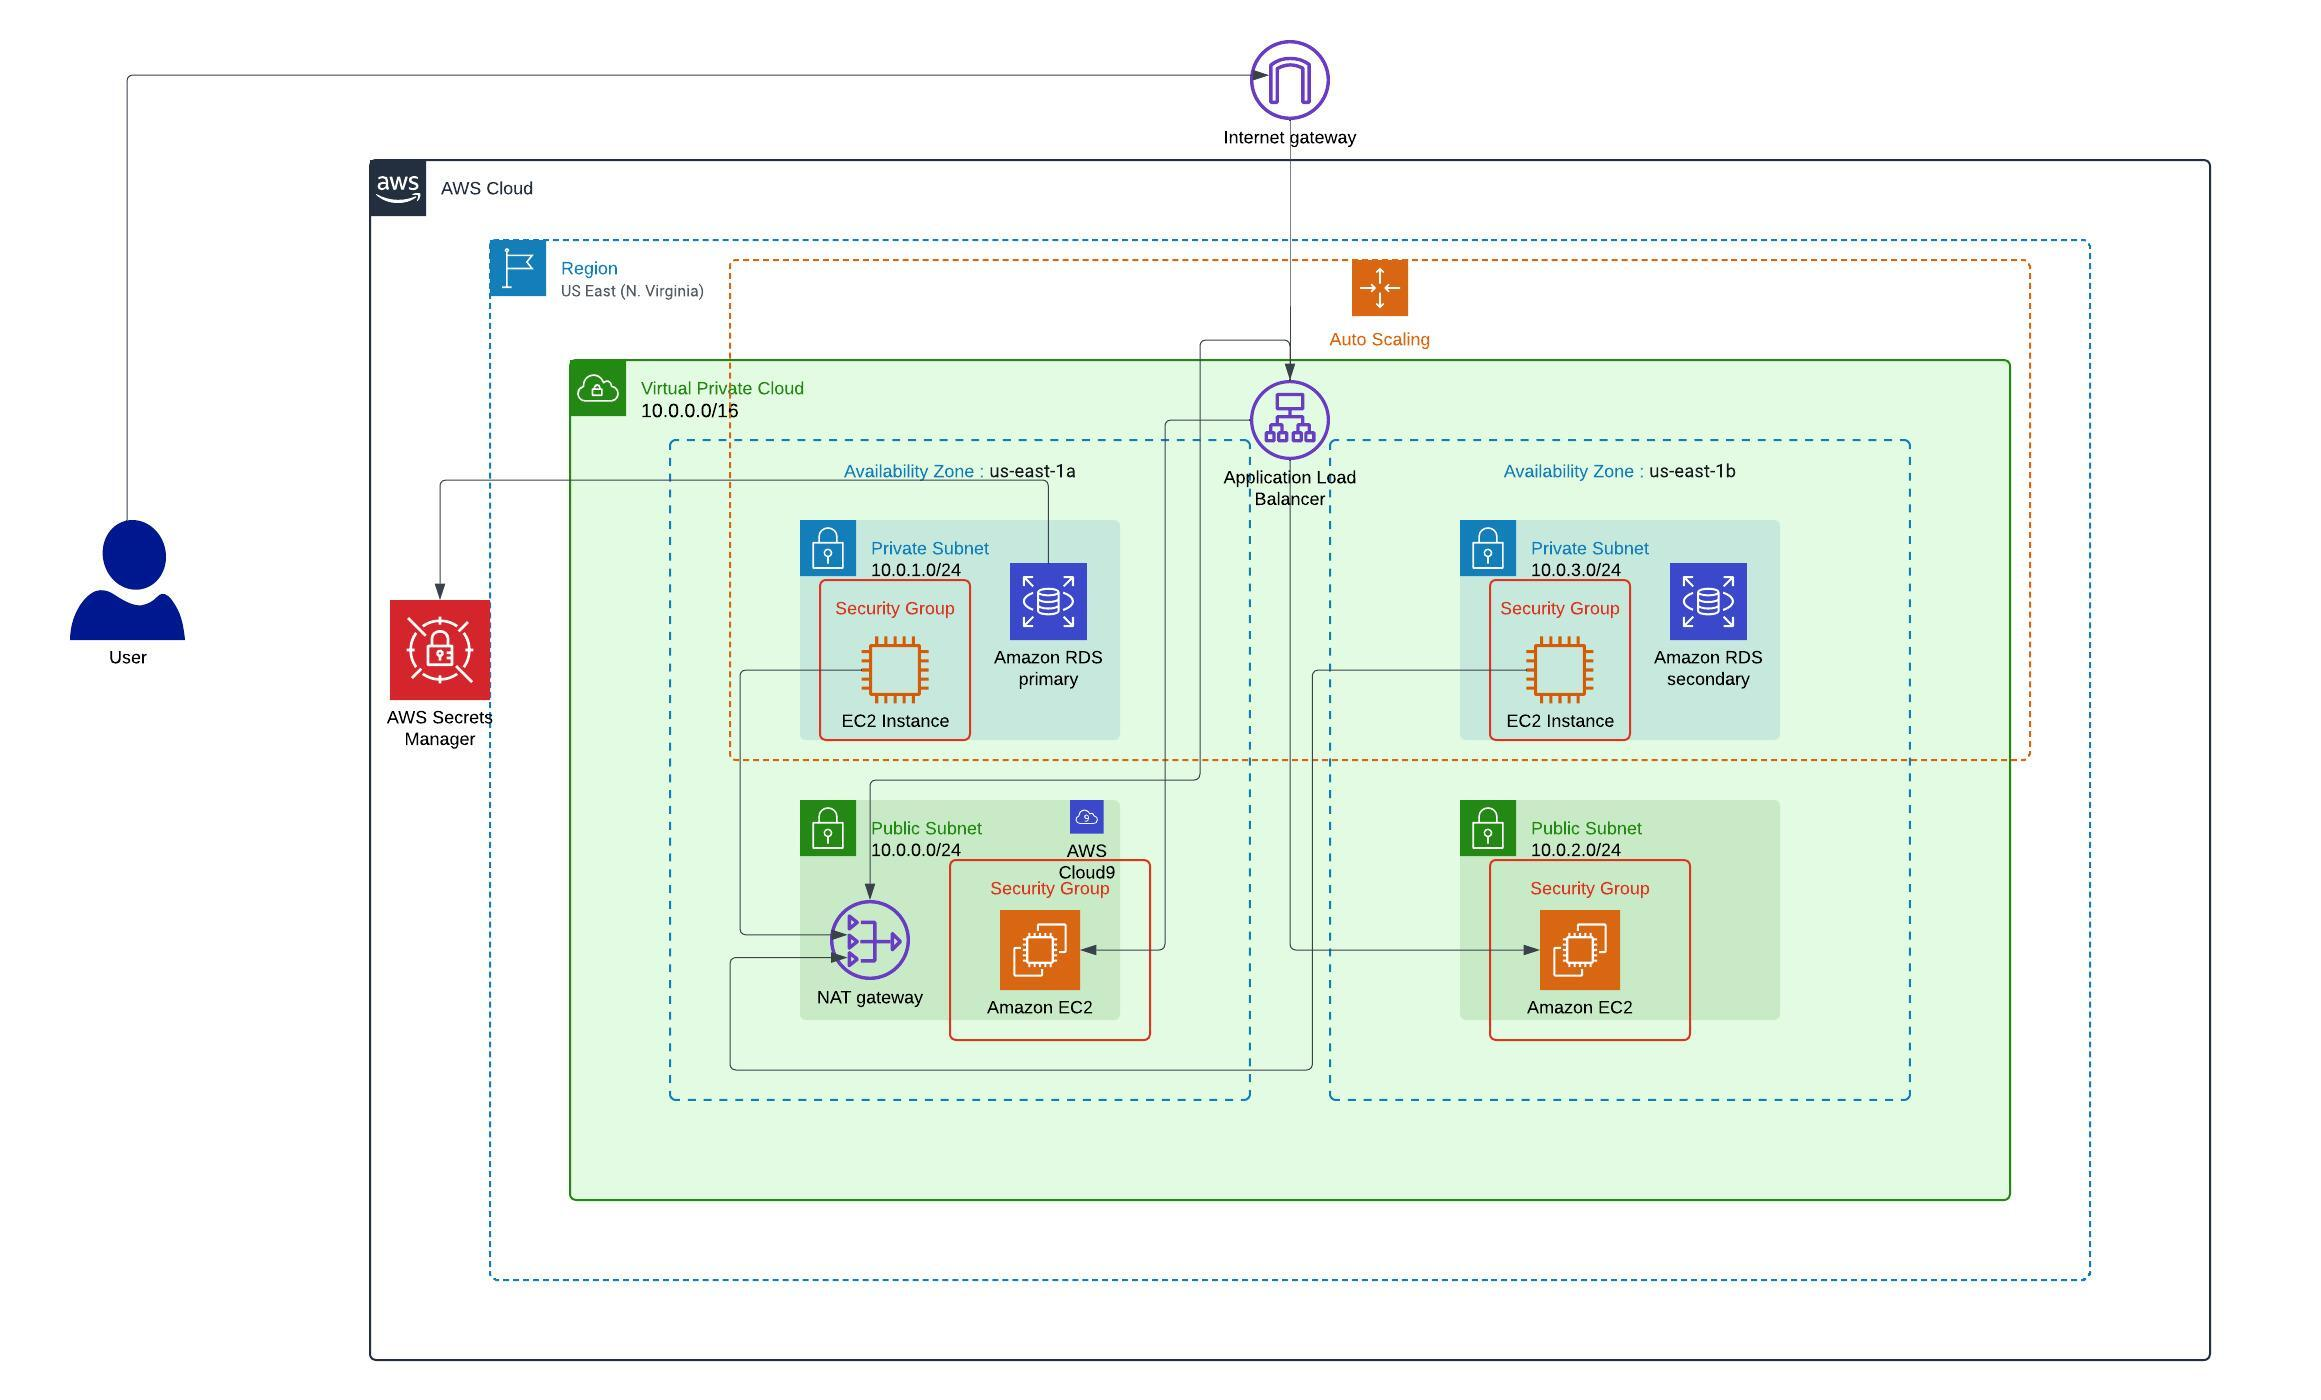 Internet gateway
aws
AWS Cloud
Region
US East (N. Virginia)
Auto Scaling
Virtual Private Cloud
10.0.0.0/16
Availability Zone : us-east-1a
Application Load
Balancer
Availability Zone : us-east-1b
Private Subnet
10.0.1.0/24
Security Group
EC2 Instance
Amazon RDS
primary
Private Subnet
10.0.3.0/24
Security Group
EC2 Instance
Amazon RDS
secondary
User
AWS Secrets
Manager
Public Subnet
10.0.0.0/24
9
AWS
Cloud9
Security Group
NAT gateway
Amazon EC2
Public Subnet
10.0.2.0/24
Security Group
Amazon EC2